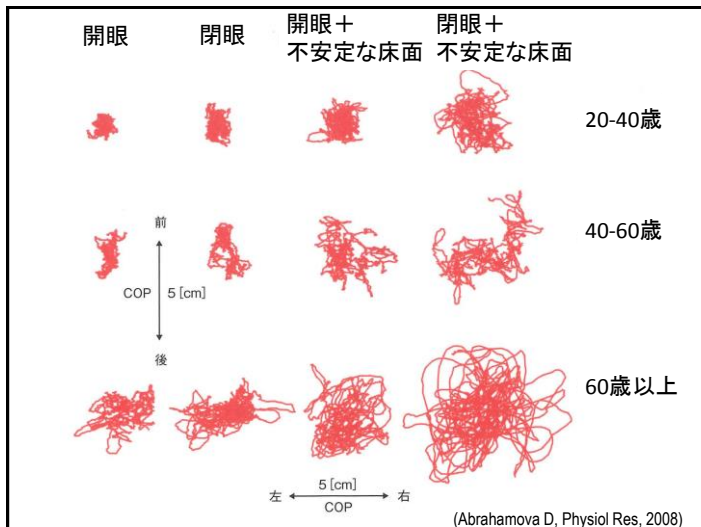 開眼
閉眼
開眼＋
不安定な床面
閉眼＋
不安定な床面
20-40歳
40-60歳
前
COP
5 [cm]
後
60歳以上
5 [cm]
左
右
COP
(Abrahamova D, Physiol Res, 2008)